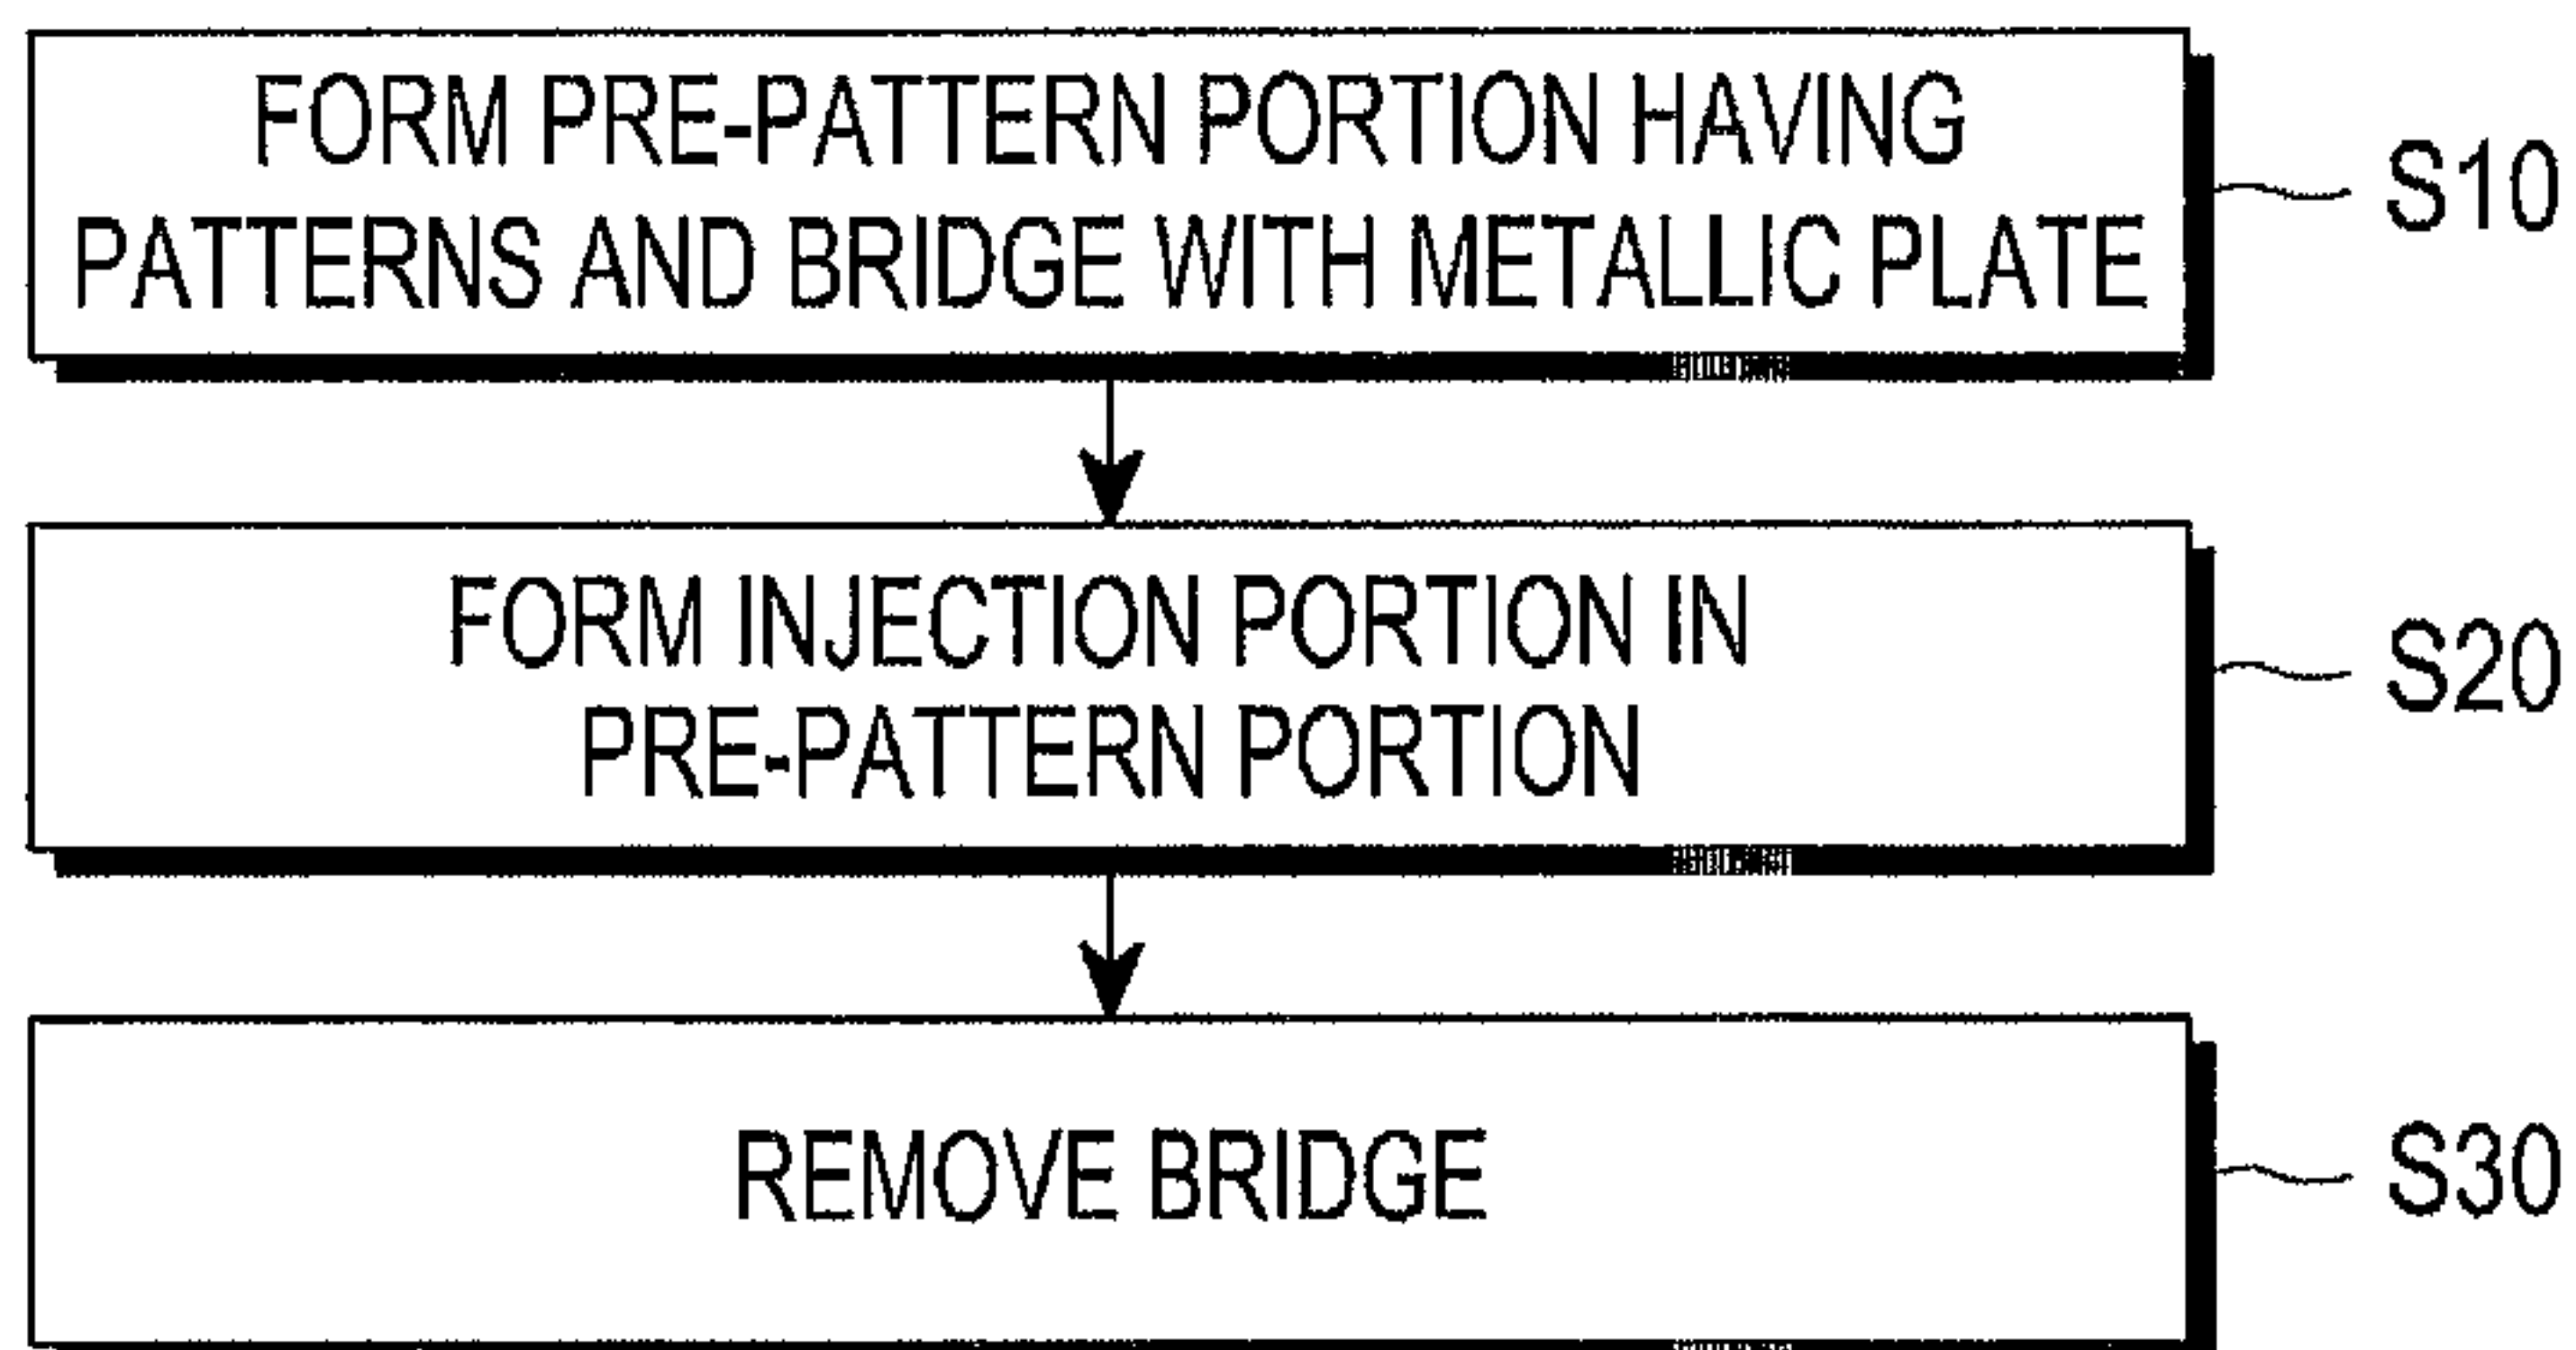 FORM PRE-PATTERN PORTION HAVING
PATTERNS AND BRIDGE WITH METALLIC PLATE
S10
FORM INJECTION PORTION IN
PRE-PATTERN PORTION
S20
REMOVE BRIDGE
S30